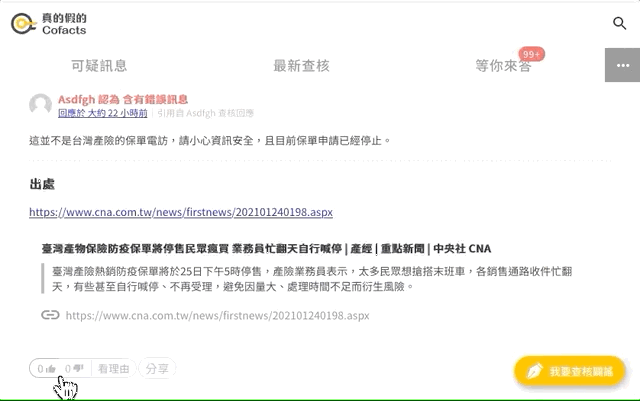 真的假的
Cofacts
可疑訊息
最新查核
等你來答
99+
Asdfgh 認為 含有錯誤訊息
回應於 大約 22 小時前 | 引用自 Asdfgh 查核回應
這並不是台灣產險的保單電訪，請小心資訊安全，且目前保單申請已經停止。
出處
https://www.cna.com.tw/news/firstnews/202101240198.aspx
臺灣產物保險防疫保單將停售民眾瘋買 業務員忙翻天自行喊停 | 產經 | 重點新聞 | 中央社 CNA
臺灣產險熱銷防疫保單將於25日下午5時停售，產險業務員表示，太多民眾想搶搭末班車，各銷售通路收件忙翻
天，有些甚至自行喊停、不再受理，避免因量大、處理時間不足而衍生風險。
https://www.cna.com.tw/news/firstnews/202101240198.aspx
0
0
看理由
分享
我要查核闢謠